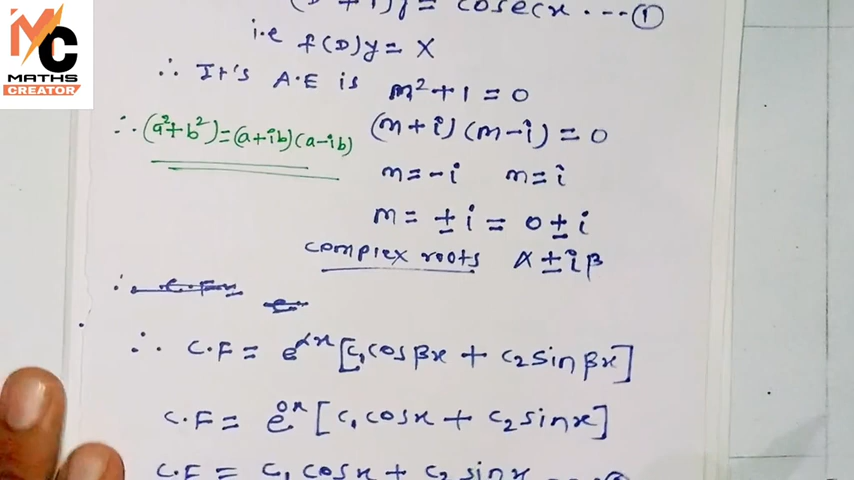 MC
MATHS
CREATOR
+ 1)y = cosecx ... --①
i.e f(D)y = X
∴ It's A.E is m²+1=0
∴ (a²+b²)=(a+ib)(a-ib) (m+i)(m-i)=0
m=-i m=i
m= ±i = 0±i
complex roots α±iβ
∴ C.F = e^αx [c₁cosβx + c₂sinβx]
C.F = e^0x [c₁cosx + c₂sinx]
C.F = c₁cosx + c₂sinx